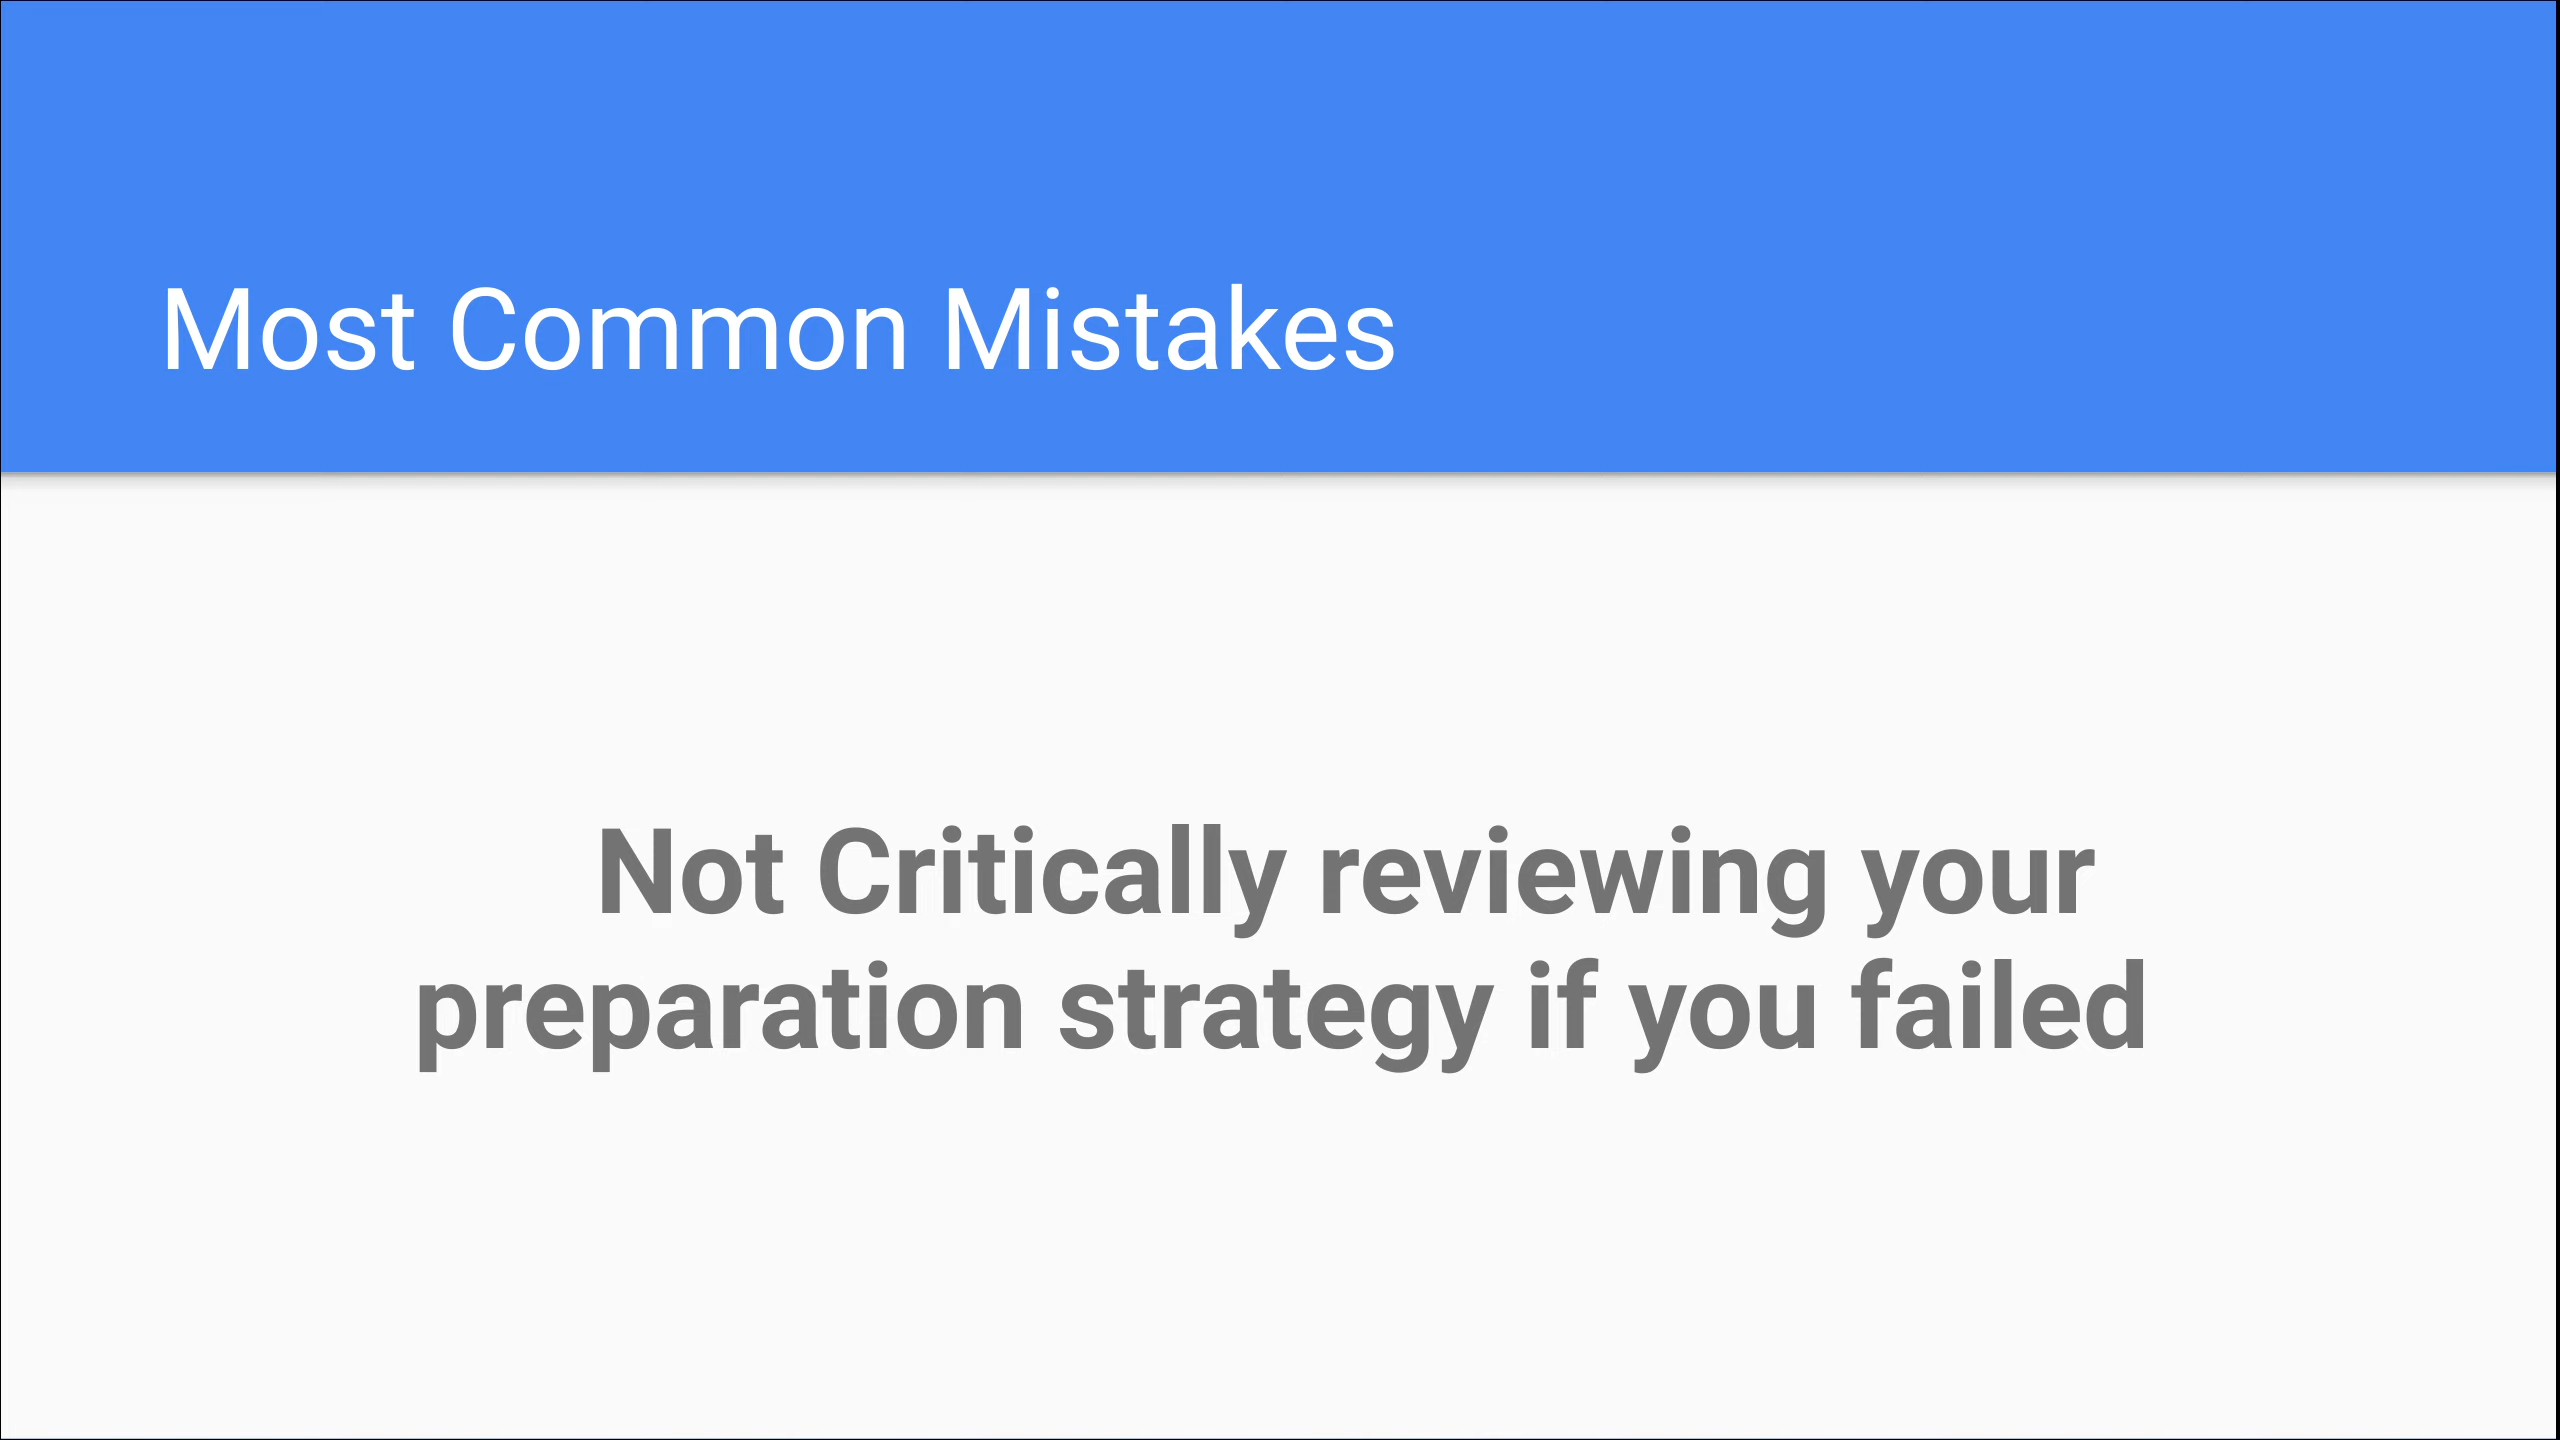 Most Common Mistakes
Not Critically reviewing your
preparation strategy if you failed